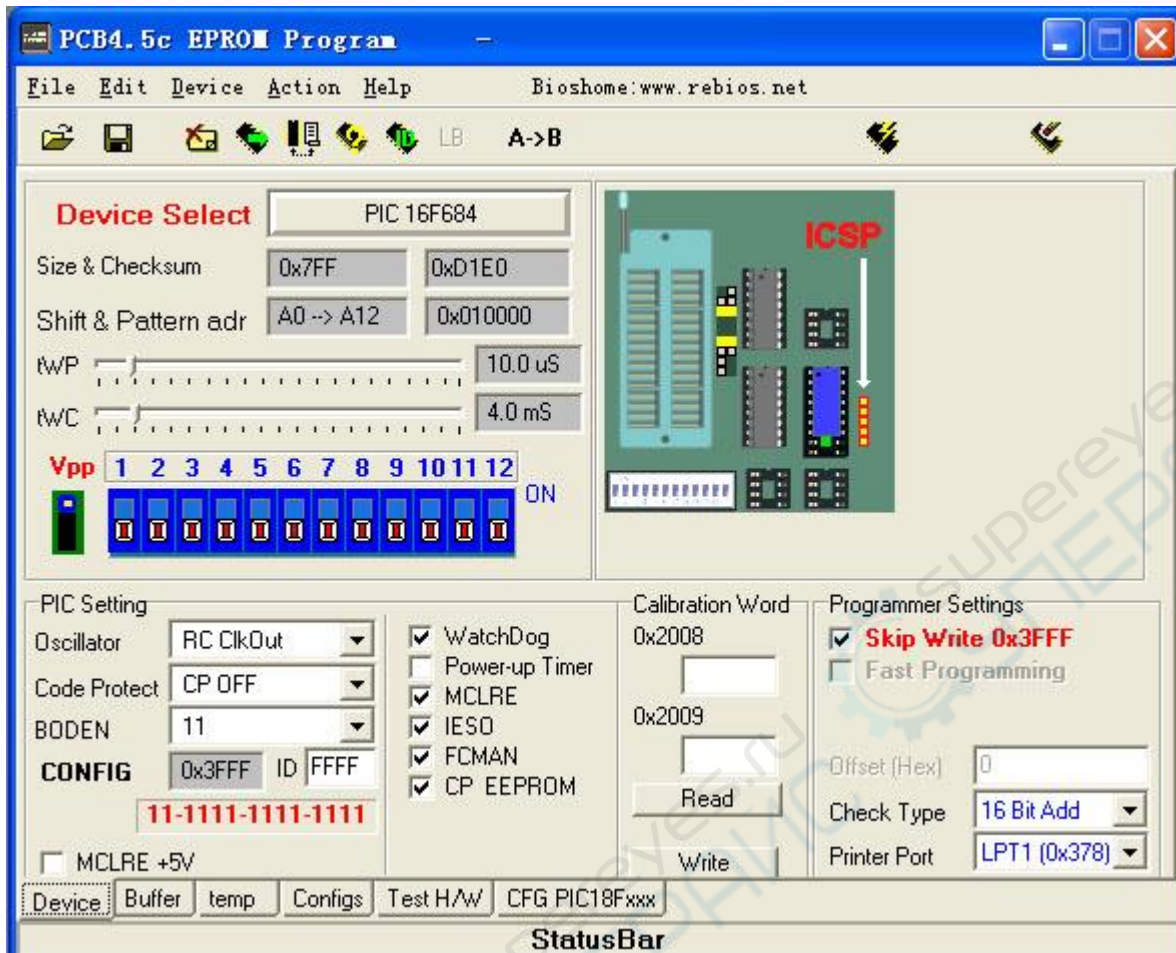 PCB4.5c EPROM Program -
File Edit Device Action Help Bioshome:www.rebios.net
LB A->B
Device Select PIC 16F684
Size & Checksum 0x7FF 0xD1E0
Shift & Pattern adr A0 --> A12 0x010000
tWP 10.0 uS
tWC 4.0 mS
Vpp 1 2 3 4 5 6 7 8 9 10 11 12
ON
ICSP
PIC Setting
Oscillator RC ClkOut
Code Protect CP OFF
BODEN 11
CONFIG 0x3FFF ID FFFF
11-1111-1111-1111
MCLRE +5V
WatchDog
Power-up Timer
MCLRE
IESO
FCMAN
CP EEPROM
Calibration Word
0x2008
0x2009
Read
Write
Programmer Settings
Skip Write 0x3FFF
Fast Programming
Offset (Hex) 0
Check Type 16 Bit Add
Printer Port LPT1 (0x378)
Device Buffer temp Configs Test H/W CFG PIC18Fxxx
StatusBar